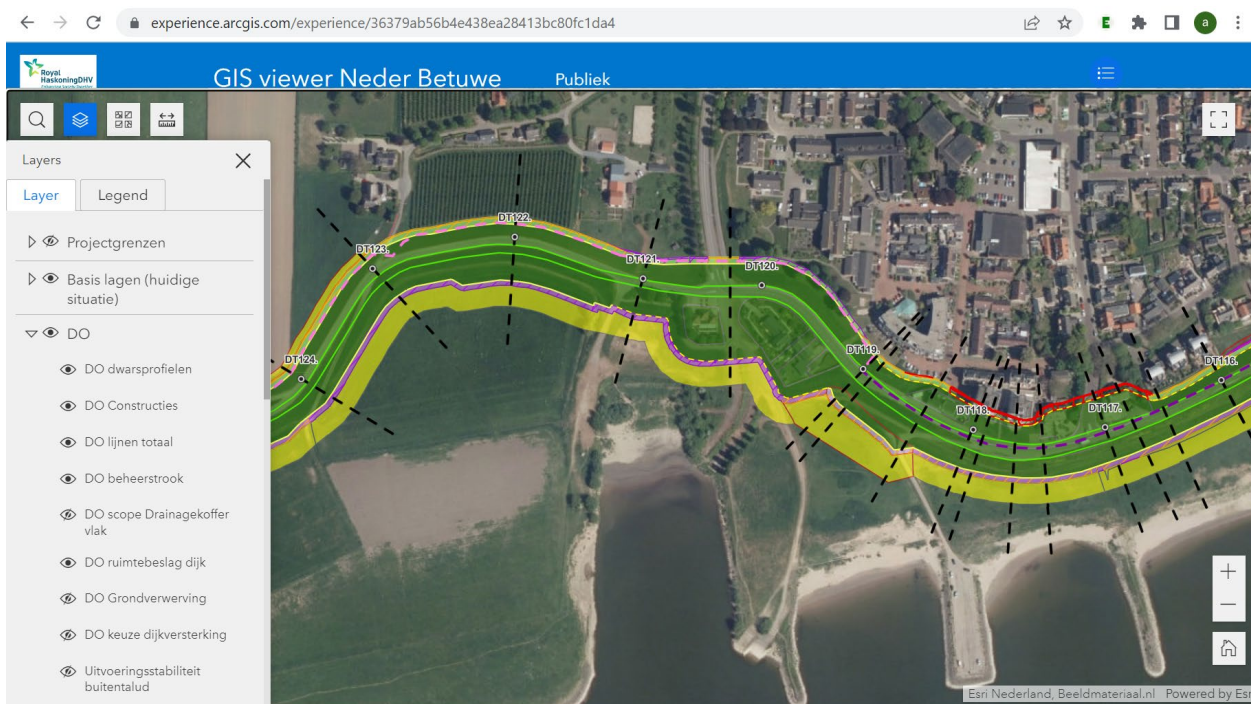 experience.arcgis.com/experience/36379ab56b4e438ea28413bc80fc1da4
E
a
Royal
HaskoningDHV
GIS viewer Neder Betuwe
Publiek
Layers
Layer
Legend
Projectgrenzen
Basis lagen (huidige
situatie)
DO
DO dwarsprofielen
DO Constructies
DO lijnen totaal
DO beheerstrook
DO scope Drainagekoffer
vlak
DO ruimtebeslag dijk
DO Grondverwerving
DO keuze dijkversterking
Uitvoeringsstabiliteit
buitentalud
DT122.
DT123.
DT121.
DT120.
DT124.
DT119.
DT116.
DT118.
DT117.
Esri Nederland, Beeldmateriaal.nl
Powered by Esr